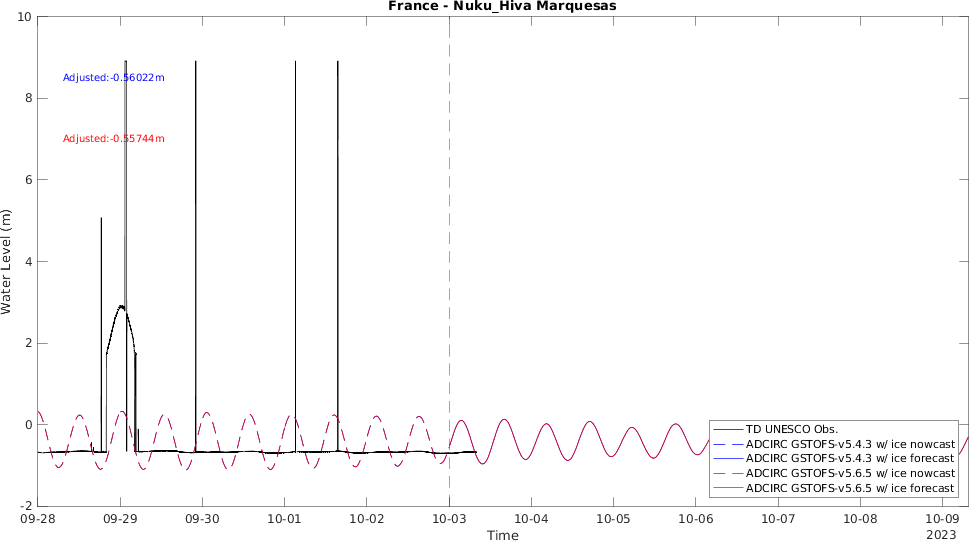 France - Nuku_Hiva Marquesas
10
8
6
4
2
0
-2
Water Level (m)
Adjusted:-0.56022m
Adjusted:-0.55744m
TD UNESCO Obs.
ADCIRC GSTOFS-v5.4.3 w/ ice nowcast
ADCIRC GSTOFS-v5.4.3 w/ ice forecast
ADCIRC GSTOFS-v5.6.5 w/ ice nowcast
ADCIRC GSTOFS-v5.6.5 w/ ice forecast
09-28 09-29 09-30 10-01 10-02 10-03 10-04 10-05 10-06 10-07 10-08 10-09
2023
Time